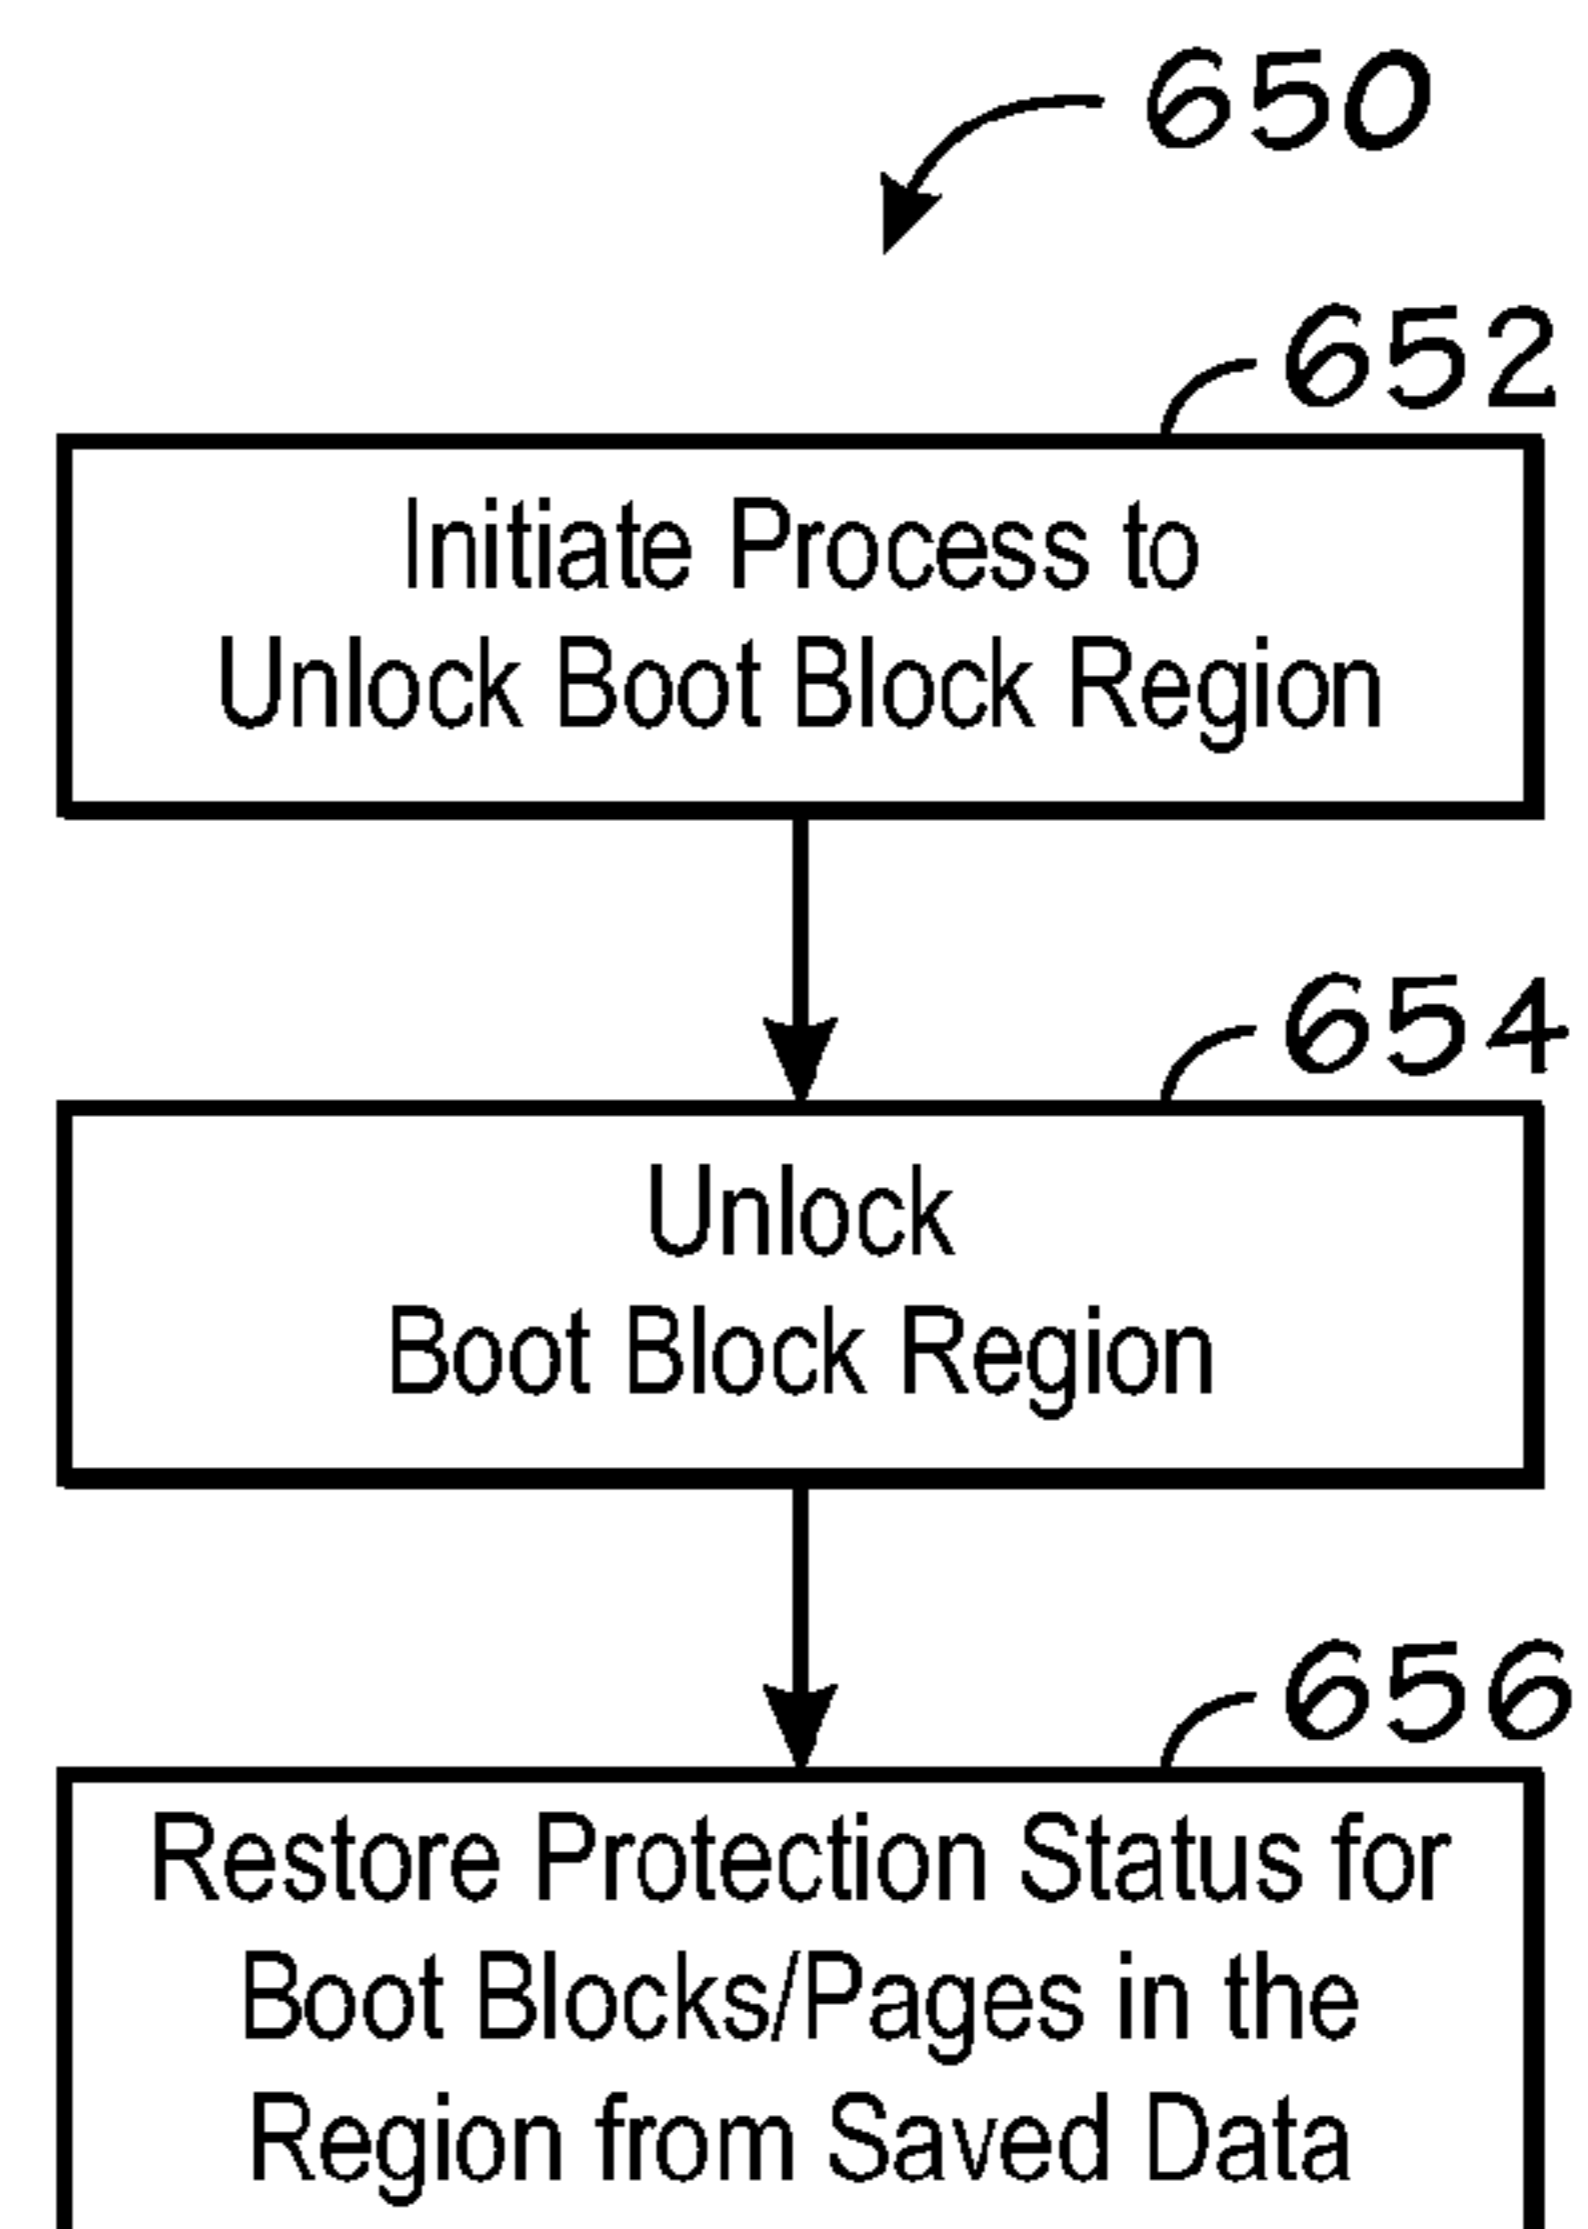 650
652
Initiate Process to
Unlock Boot Block Region
654
Unlock
Boot Block Region
656
Restore Protection Status for
Boot Blocks/Pages in the
Region from Saved Data